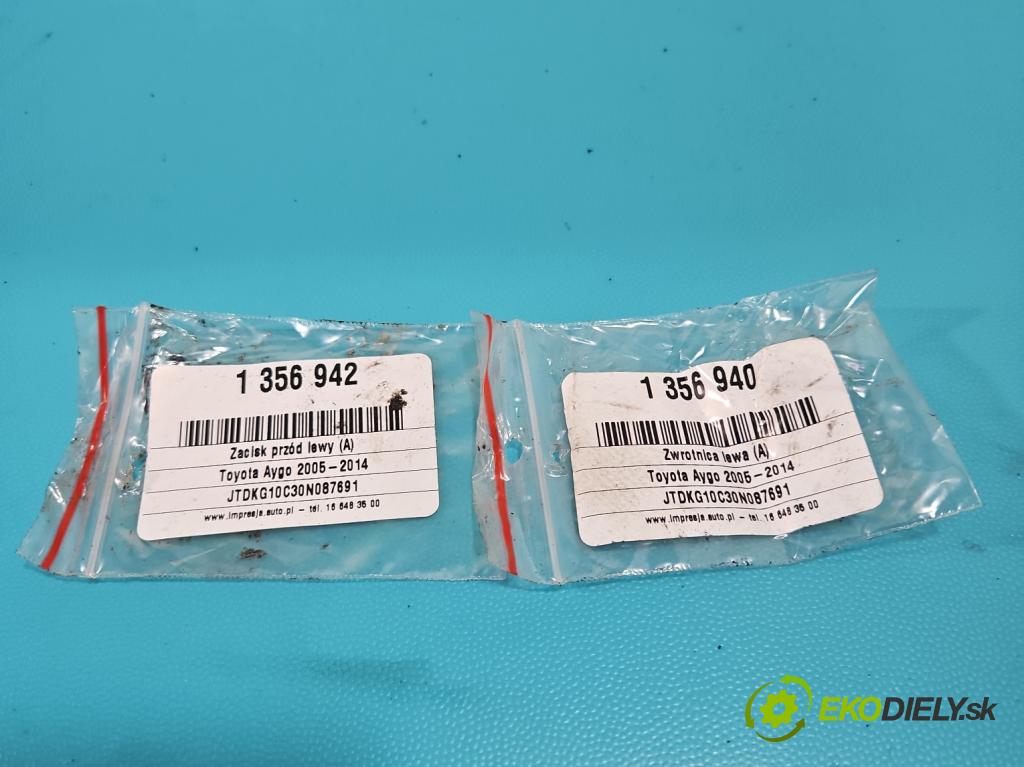 1 356 942
Zacisk przód lewy (A)
Toyota Aygo 2005-2014
JTDKG10C30N087691
www.impresja.auto.pl - tel. 16 648 35 00
1 356 940
Zwrotnica lewa (A)
Toyota Aygo 2005-2014
JTDKG10C30N087691
www.impresja.auto.pl - tel. 16 648 35 00
EKODIELY.sk